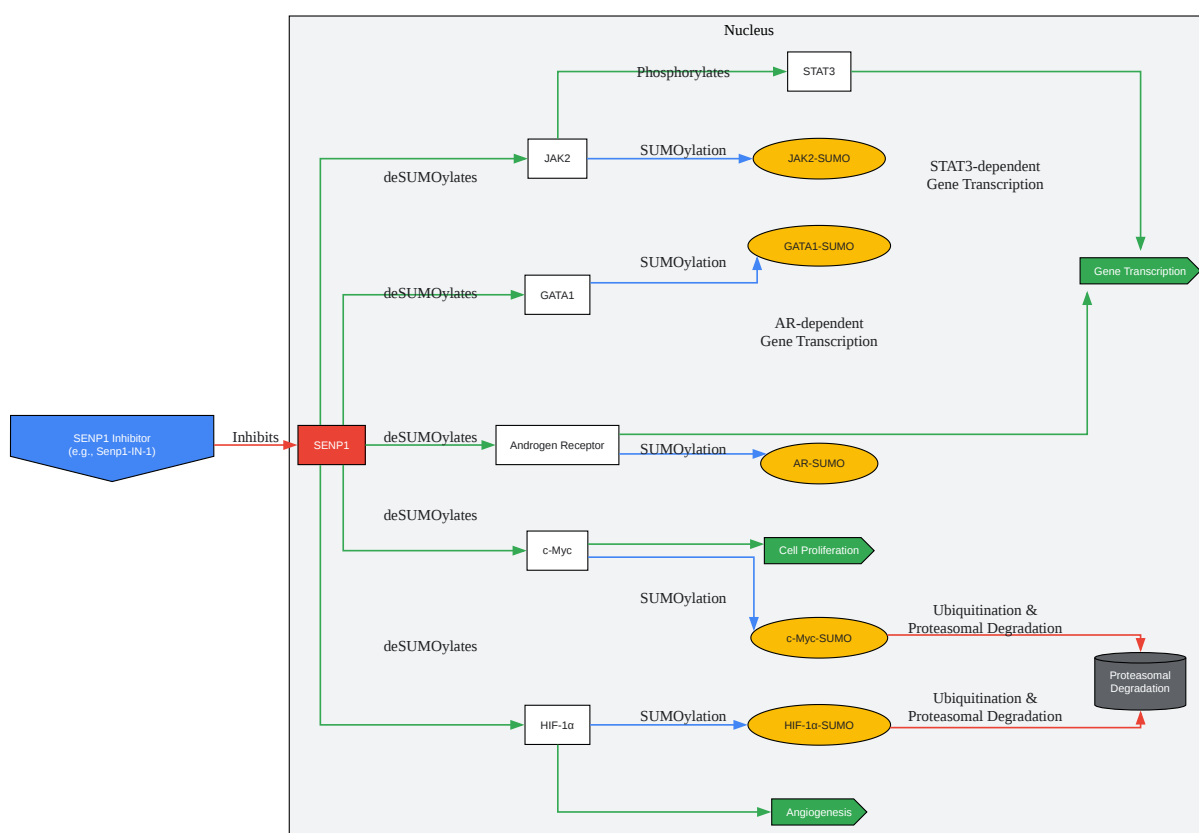 Nucleus
Phosphorylates
STAT3
JAK2
SUMOylation
JAK2-SUMO
deSUMOylates
STAT3-dependent
Gene Transcription
GATA1-SUMO
SUMOylation
Gene Transcription
deSUMOylates
GATA1
AR-dependent
Gene Transcription
SENP1 Inhibitor
(e.g., Senp1-IN-1)
Inhibits
SENP1
deSUMOylates
Androgen Receptor
SUMOylation
AR-SUMO
deSUMOylates
c-Myc
Cell Proliferation
SUMOylation
c-Myc-SUMO
Ubiquitination &
Proteasomal Degradation
deSUMOylates
Proteasomal
Degradation
HIF-1α
SUMOylation
HIF-1α-SUMO
Ubiquitination &
Proteasomal Degradation
Angiogenesis